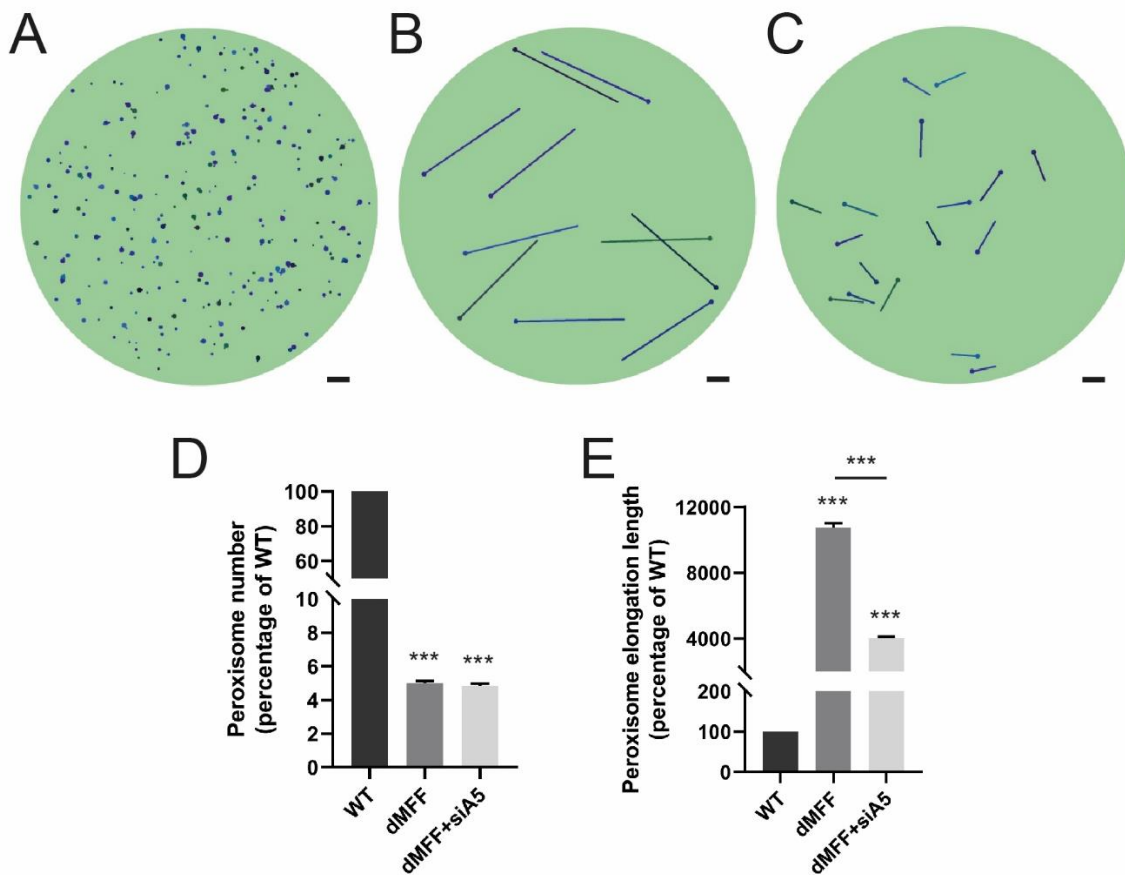 A
B
C
D
Peroxisome number
(percentage of WT)
100
80
60
10
8
6
4
2
0
***
***
WT
dMFF
dMFF+siA5
E
Peroxisome elongation length
(percentage of WT)
12000
8000
4000
200
100
0
***
***
***
WT
dMFF
dMFF+siA5